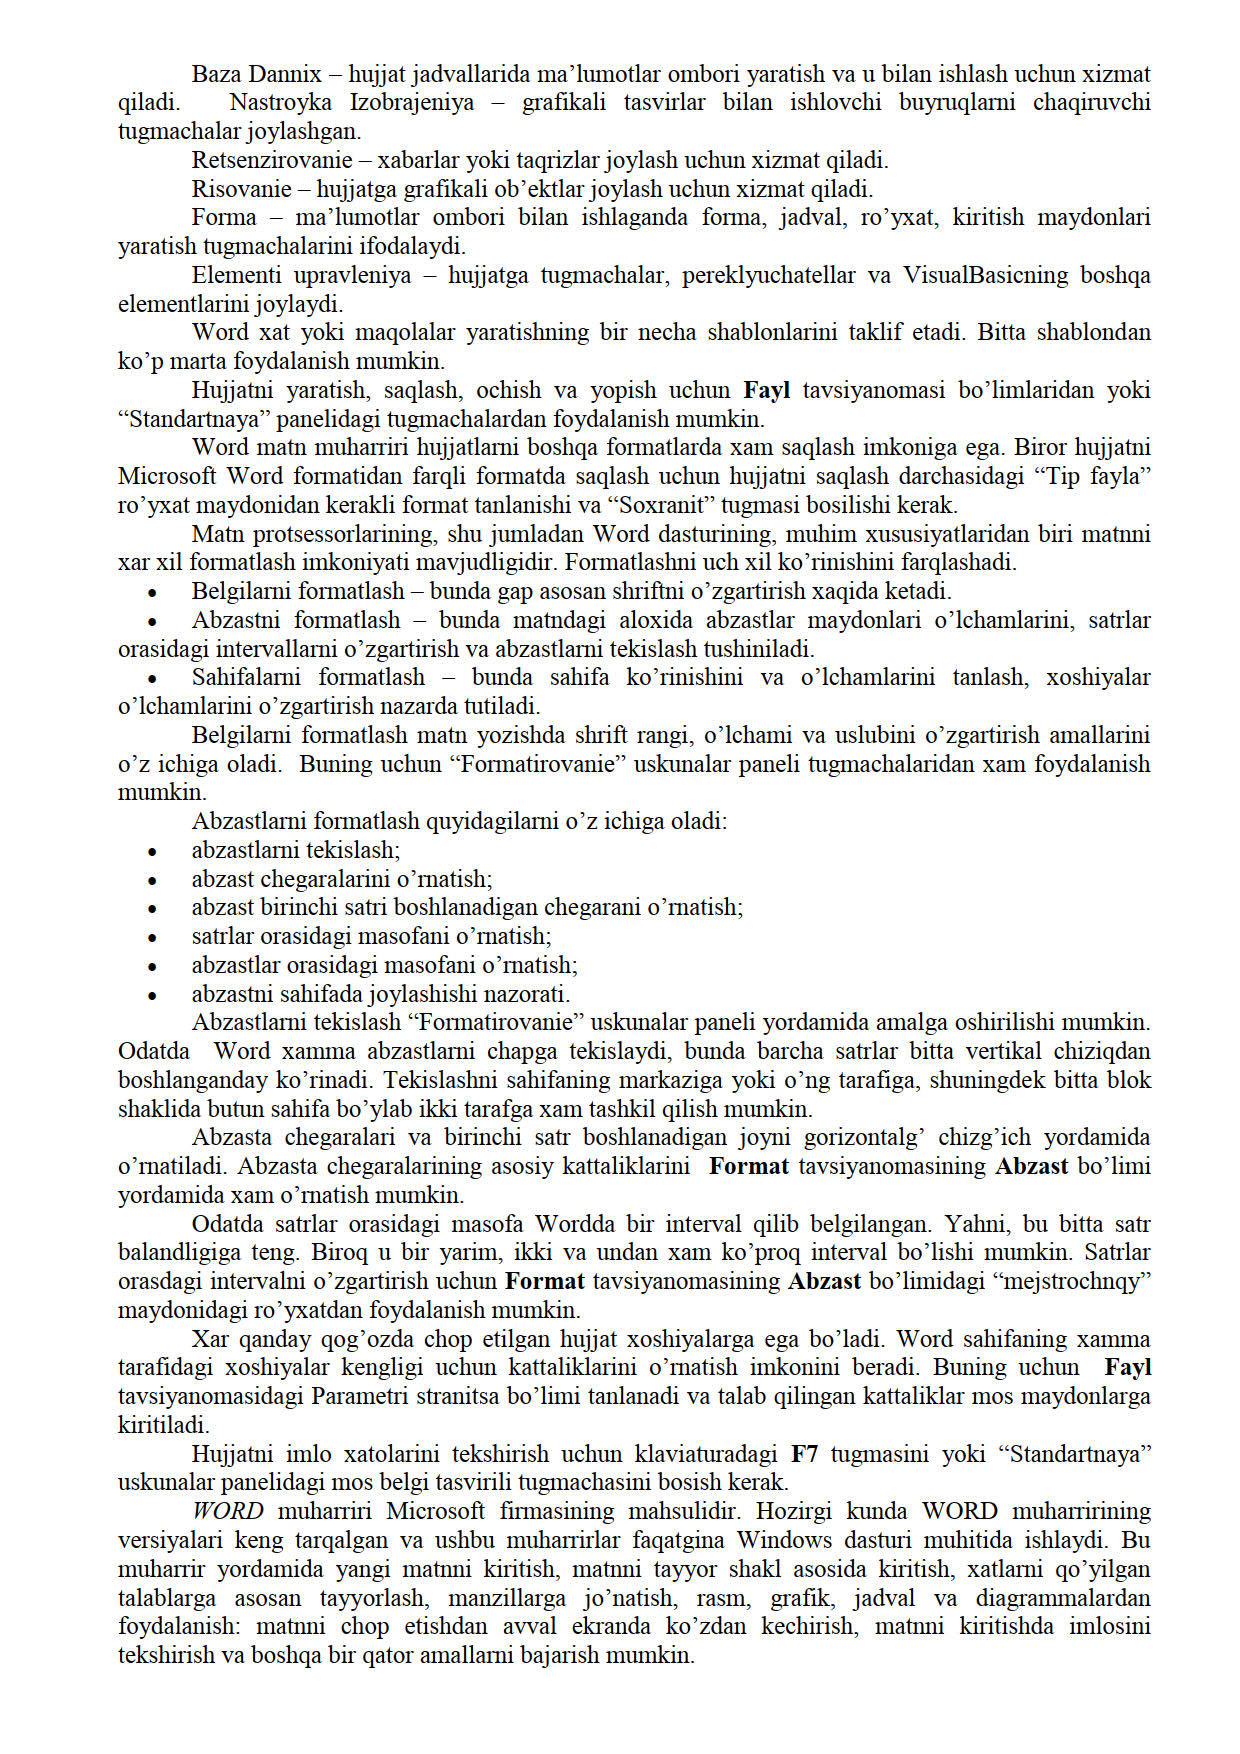 Baza Dannix – hujjat jadvallarida ma’lumotlar ombori yaratish va u bilan ishlash uchun xizmat
qiladi. Nastroyka Izobrajeniya – grafikali tasvirlar bilan ishlovchi buyruqlarni chaqiruvchi
tugmachalar joylashgan.
Retsenzirovanie – xabarlar yoki taqrizlar joylash uchun xizmat qiladi.
Risovanie – hujjatga grafikali ob’ektlar joylash uchun xizmat qiladi.
Forma – ma’lumotlar ombori bilan ishlaganda forma, jadval, ro’yxat, kiritish maydonlari
yaratish tugmachalarini ifodalaydi.
Elementi upravleniya – hujjatga tugmachalar, pereklyuchatellar va VisualBasicning boshqa
elementlarini joylaydi.
Word xat yoki maqolalar yaratishning bir necha shablonlarini taklif etadi. Bitta shablondan
ko’p marta foydalanish mumkin.
Hujjatni yaratish, saqlash, ochish va yopish uchun Fayl tavsiyanomasi bo’limlaridan yoki
“Standartnaya” panelidagi tugmachalardan foydalanish mumkin.
Word matn muharriri hujjatlarni boshqa formatlarda xam saqlash imkoniga ega. Biror hujjatni
Microsoft Word formatidan farqli formatda saqlash uchun hujjatni saqlash darchasidagi “Tip fayla”
ro’yxat maydonidan kerakli format tanlanishi va “Soxranit” tugmasi bosilishi kerak.
Matn protsessorlarining, shu jumladan Word dasturining, muhim xususiyatlaridan biri matnni
xar xil formatlash imkoniyati mavjudligidir. Formatlashni uch xil ko’rinishini farqlashadi.
• Belgilarni formatlash – bunda gap asosan shriftni o’zgartirish xaqida ketadi.
• Abzastni formatlash – bunda matndagi aloxida abzastlar maydonlari o’lchamlarini, satrlar
orasidagi intervallarni o’zgartirish va abzastlarni tekislash tushiniladi.
• Sahifalarni formatlash – bunda sahifa ko’rinishini va o’lchamlarini tanlash, xoshiyalar
o’lchamlarini o’zgartirish nazarda tutiladi.
Belgilarni formatlash matn yozishda shrift rangi, o’lchami va uslubini o’zgartirish amallarini
o’z ichiga oladi. Buning uchun “Formatirovanie” uskunalar paneli tugmachalaridan xam foydalanish
mumkin.
Abzastlarni formatlash quyidagilarni o’z ichiga oladi:
• abzastlarni tekislash;
• abzast chegaralarini o’rnatish;
• abzast birinchi satri boshlanadigan chegarani o’rnatish;
• satrlar orasidagi masofani o’rnatish;
• abzastlar orasidagi masofani o’rnatish;
• abzastni sahifada joylashishi nazorati.
Abzastlarni tekislash “Formatirovanie” uskunalar paneli yordamida amalga oshirilishi mumkin.
Odatda Word xamma abzastlarni chapga tekislaydi, bunda barcha satrlar bitta vertikal chiziqdan
boshlanganday ko’rinadi. Tekislashni sahifaning markaziga yoki o’ng tarafiga, shuningdek bitta blok
shaklida butun sahifa bo’ylab ikki tarafga xam tashkil qilish mumkin.
Abzasta chegaralari va birinchi satr boshlanadigan joyni gorizontalg’ chizg’ich yordamida
o’rnatiladi. Abzasta chegaralarining asosiy kattaliklarini Format tavsiyanomasining Abzast bo’limi
yordamida xam o’rnatish mumkin.
Odatda satrlar orasidagi masofa Wordda bir interval qilib belgilangan. Yahni, bu bitta satr
balandligiga teng. Biroq u bir yarim, ikki va undan xam ko’proq interval bo’lishi mumkin. Satrlar
orasdagi intervalni o’zgartirish uchun Format tavsiyanomasining Abzast bo’limidagi “mejstrochnqy”
maydonidagi ro’yxatdan foydalanish mumkin.
Xar qanday qog’ozda chop etilgan hujjat xoshiyalarga ega bo’ladi. Word sahifaning xamma
tarafidagi xoshiyalar kengligi uchun kattaliklarini o’rnatish imkonini beradi. Buning uchun Fayl
tavsiyanomasidagi Parametri stranitsa bo’limi tanlanadi va talab qilingan kattaliklar mos maydonlarga
kiritiladi.
Hujjatni imlo xatolarini tekshirish uchun klaviaturadagi F7 tugmasini yoki “Standartnaya”
uskunalar panelidagi mos belgi tasvirili tugmachasini bosish kerak.
WORD muharriri Microsoft firmasining mahsulidir. Hozirgi kunda WORD muharririning
versiyalari keng tarqalgan va ushbu muharrirlar faqatgina Windows dasturi muhitida ishlaydi. Bu
muharrir yordamida yangi matnni kiritish, matnni tayyor shakl asosida kiritish, xatlarni qo’yilgan
talablarga asosan tayyorlash, manzillarga jo’natish, rasm, grafik, jadval va diagrammalardan
foydalanish: matnni chop etishdan avval ekranda ko’zdan kechirish, matnni kiritishda imlosini
tekshirish va boshqa bir qator amallarni bajarish mumkin.